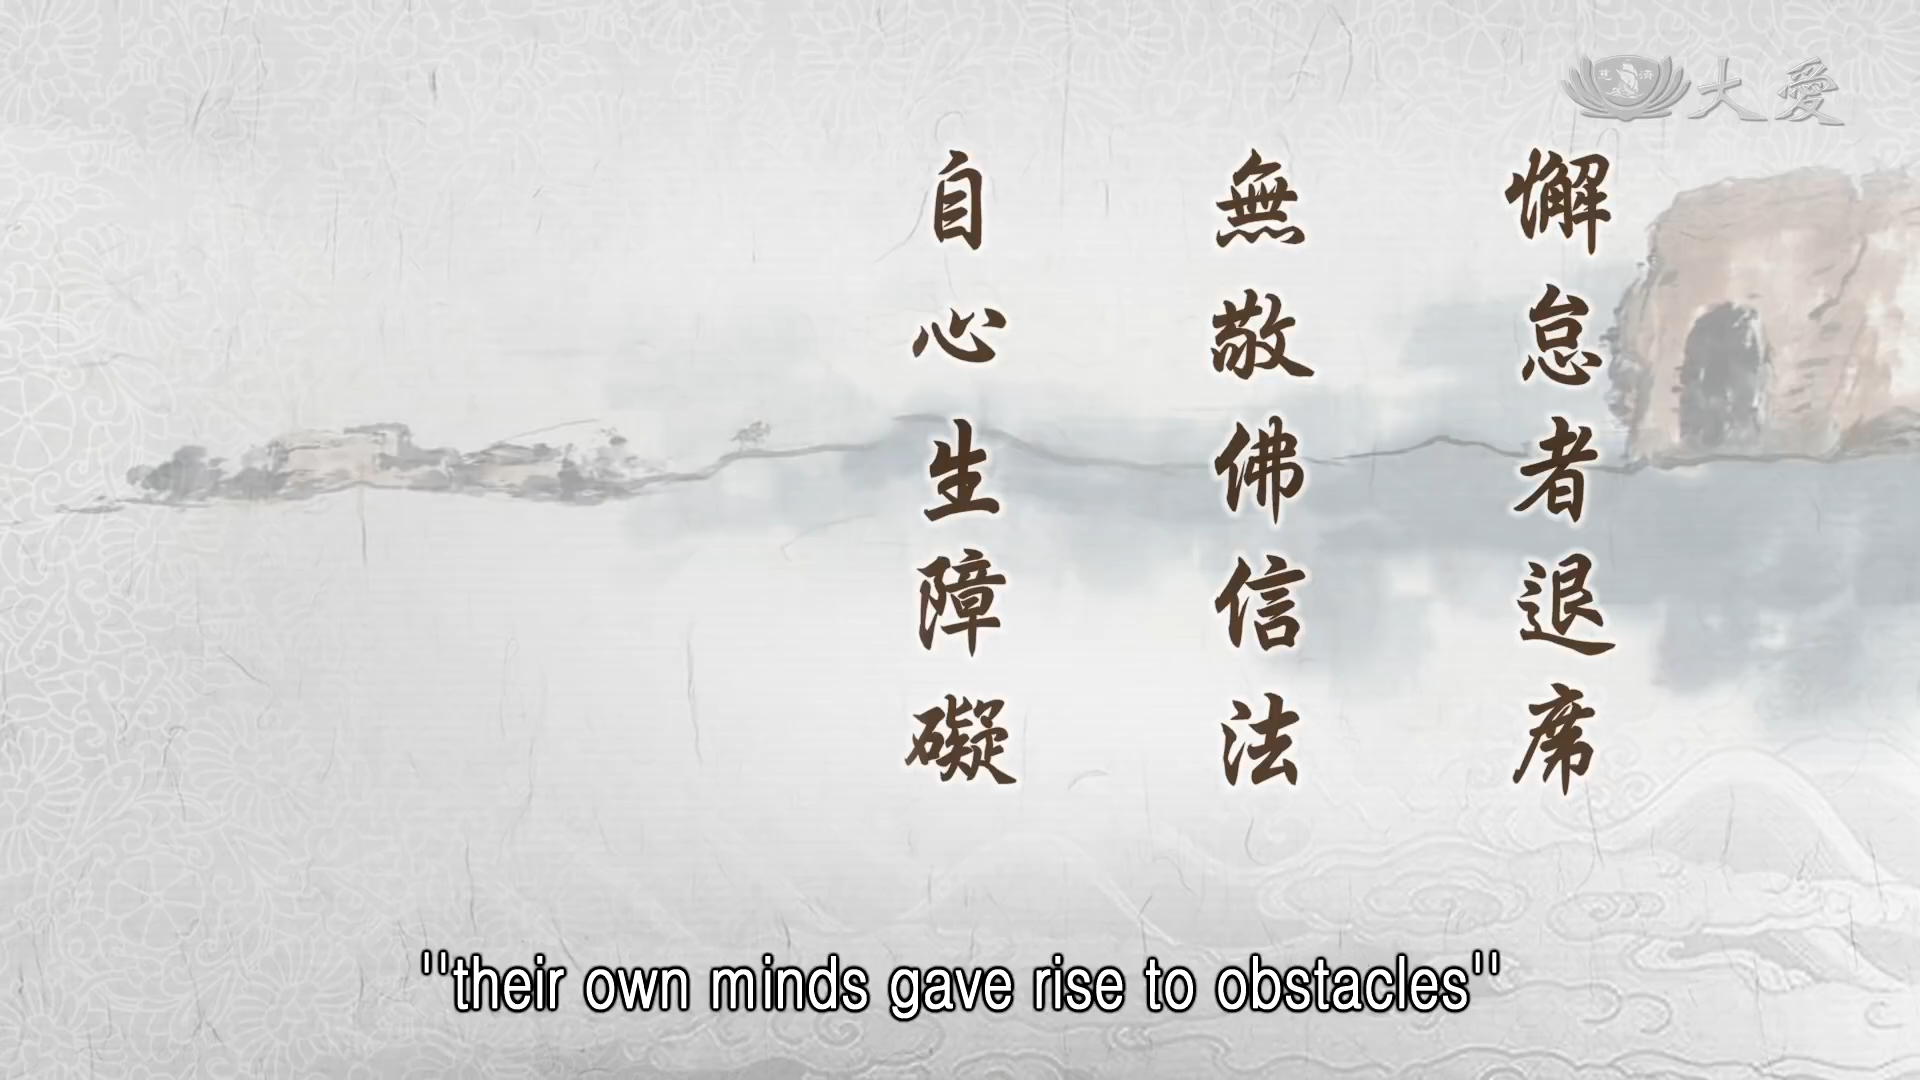 大愛
懈怠者退席
無敬佛信法
自心生障礙
"their own minds gave rise to obstacles"